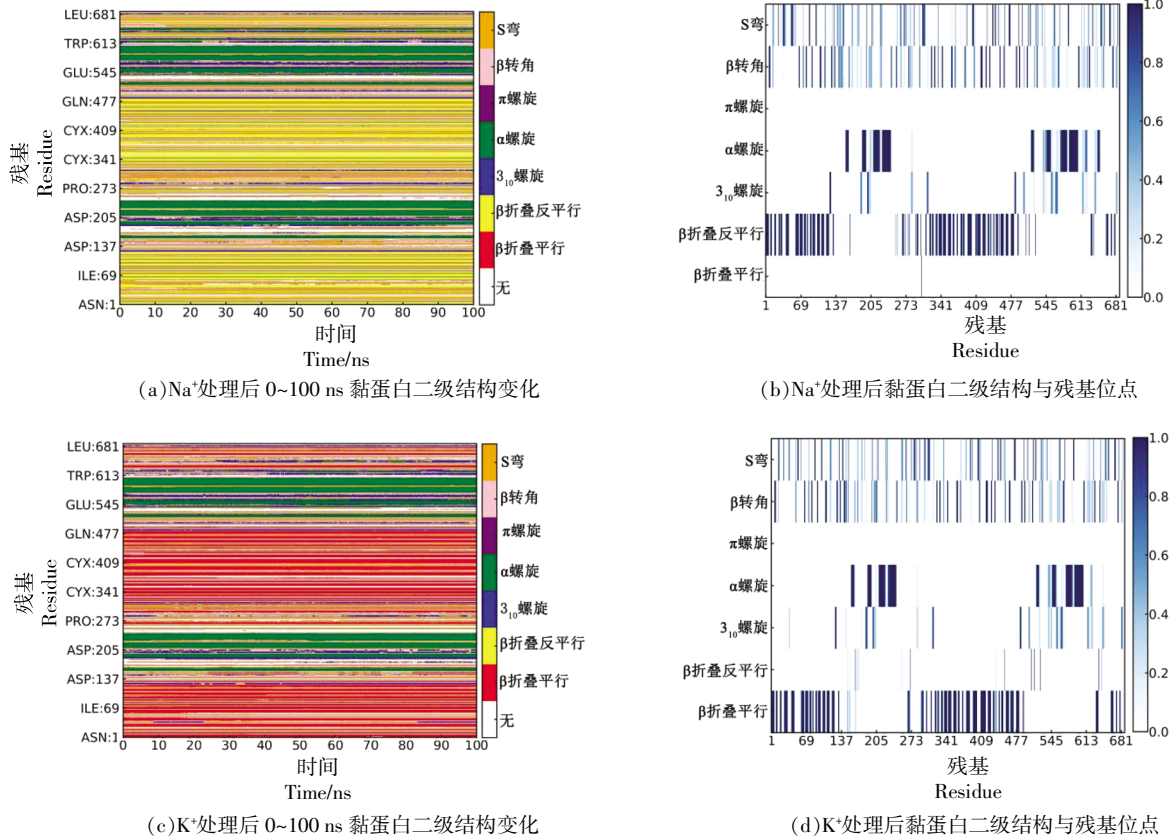 LEU:681
TRP:613
GLU:545
GLN:477
CYX:409
CYX:341
PRO:273
ASP:205
ASP:137
ILE:69
ASN:1
残基
Residue
0 10 20 30 40 50 60 70 80 90 100
时间
Time/ns
S弯
β转角
π螺旋
α螺旋
3₁₀螺旋
β折叠反平行
β折叠平行
无
(a)Na⁺处理后 0~100 ns 黏蛋白二级结构变化
S弯
β转角
π螺旋
α螺旋
3₁₀螺旋
β折叠反平行
β折叠平行
1 69 137 205 273 341 409 477 545 613 681
残基
Residue
1.0
0.8
0.6
0.4
0.2
0.0
(b)Na⁺处理后黏蛋白二级结构与残基位点
LEU:681
TRP:613
GLU:545
GLN:477
CYX:409
CYX:341
PRO:273
ASP:205
ASP:137
ILE:69
ASN:1
残基
Residue
0 10 20 30 40 50 60 70 80 90 100
时间
Time/ns
S弯
β转角
π螺旋
α螺旋
3₁₀螺旋
β折叠反平行
β折叠平行
无
(c)K⁺处理后 0~100 ns 黏蛋白二级结构变化
S弯
β转角
π螺旋
α螺旋
3₁₀螺旋
β折叠反平行
β折叠平行
1 69 137 205 273 341 409 477 545 613 681
残基
Residue
1.0
0.8
0.6
0.4
0.2
0.0
(d)K⁺处理后黏蛋白二级结构与残基位点